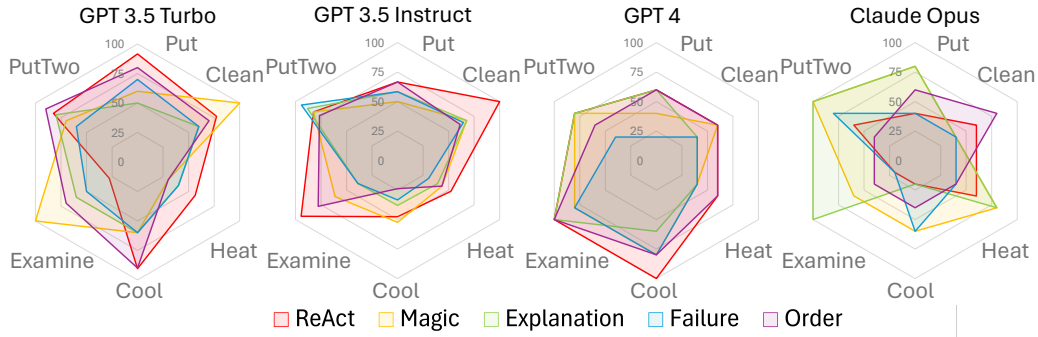 GPT 3.5 Turbo
100
Put
PutTwo
75
Clean
50
25
0
Examine
Heat
Cool
GPT 3.5 Instruct
100
Put
PutTwo
75
Clean
50
25
0
Examine
Heat
Cool
GPT 4
100
Put
PutTwo
75
Clean
50
25
0
Examine
Heat
Cool
Claude Opus
100
Put
PutTwo
75
Clean
50
25
0
Examine
Heat
Cool
ReAct Magic Explanation Failure Order